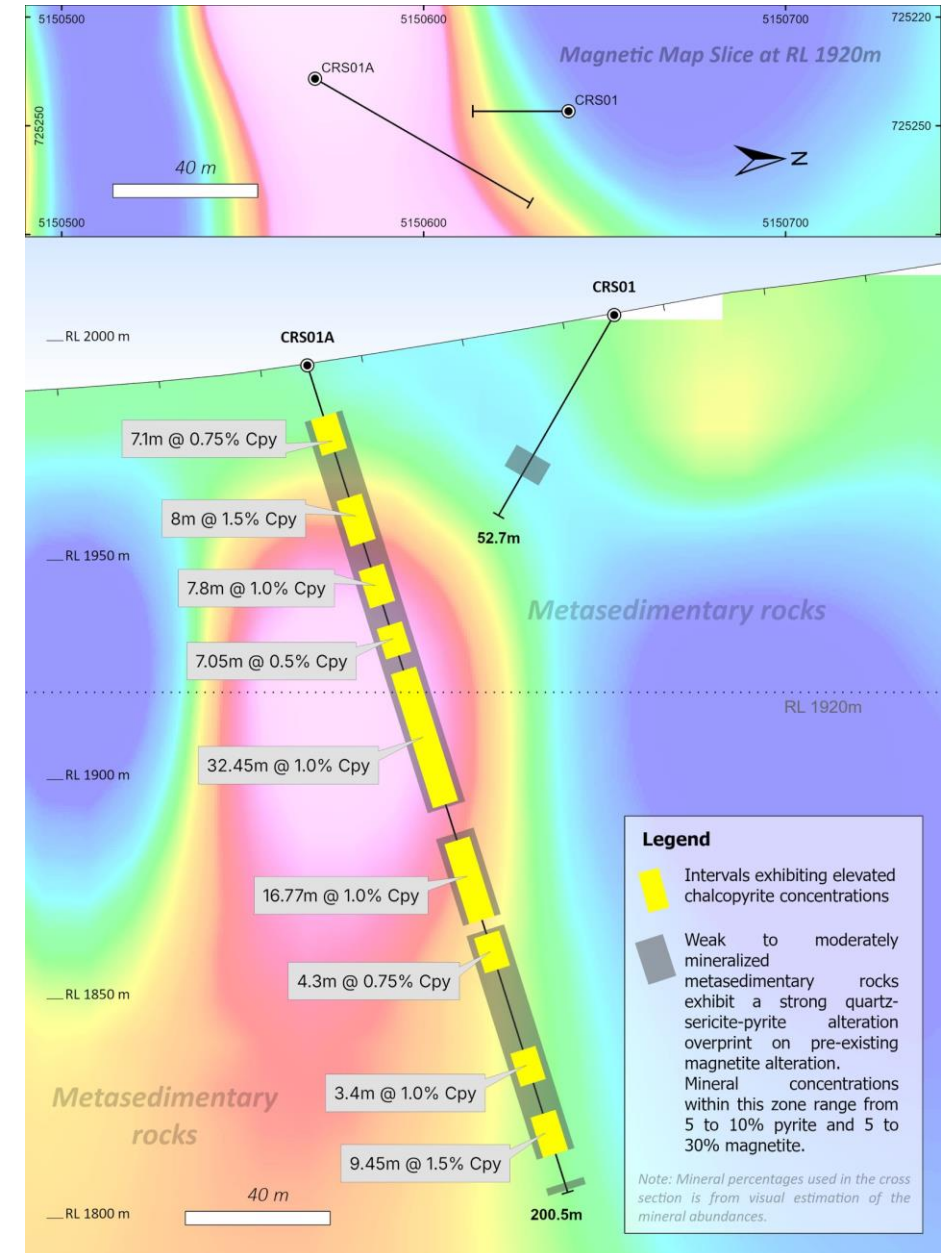 5150500 5150600 5150700 725220
Magnetic Map Slice at RL 1920m
CRS01A
CRS01
725250 725250
N
40 m
5150500 5150600 5150700
CRS01
RL 2000 m
CRS01A
7.1m @ 0.75% Cpy
8m @ 1.5% Cpy
52.7m
RL 1950 m
7.8m @ 1.0% Cpy
Metasedimentary rocks
7.05m @ 0.5% Cpy
RL 1920m
32.45m @ 1.0% Cpy
RL 1900 m
Legend
Intervals exhibiting elevated
chalcopyrite concentrations
Weak to moderately
mineralized
metasedimentary rocks
exhibit a strong quartz-
sericite-pyrite alteration
overprint on pre-existing
magnetite alteration.
Mineral concentrations
within this zone range from
5 to 10% pyrite and 5 to
30% magnetite.
Note: Mineral percentages used in the cross
section is from visual estimation of the
mineral abundances.
16.77m @ 1.0% Cpy
4.3m @ 0.75% Cpy
RL 1850 m
3.4m @ 1.0% Cpy
Metasedimentary
rocks
9.45m @ 1.5% Cpy
40 m
RL 1800 m
200.5m